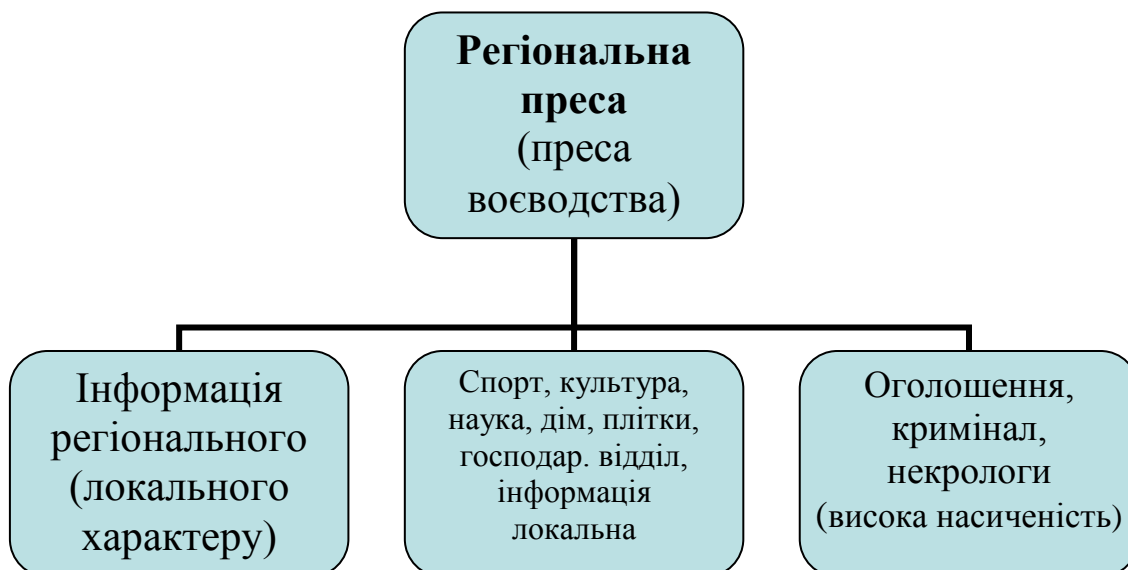 Регіональна
преса
(преса
воєводства)
Інформація
регіонального
(локального
характеру)
Спорт, культура,
наука, дім, плітки,
господар. відділ,
інформація
локальна
Оголошення,
кримінал,
некрологи
(висока насиченість)